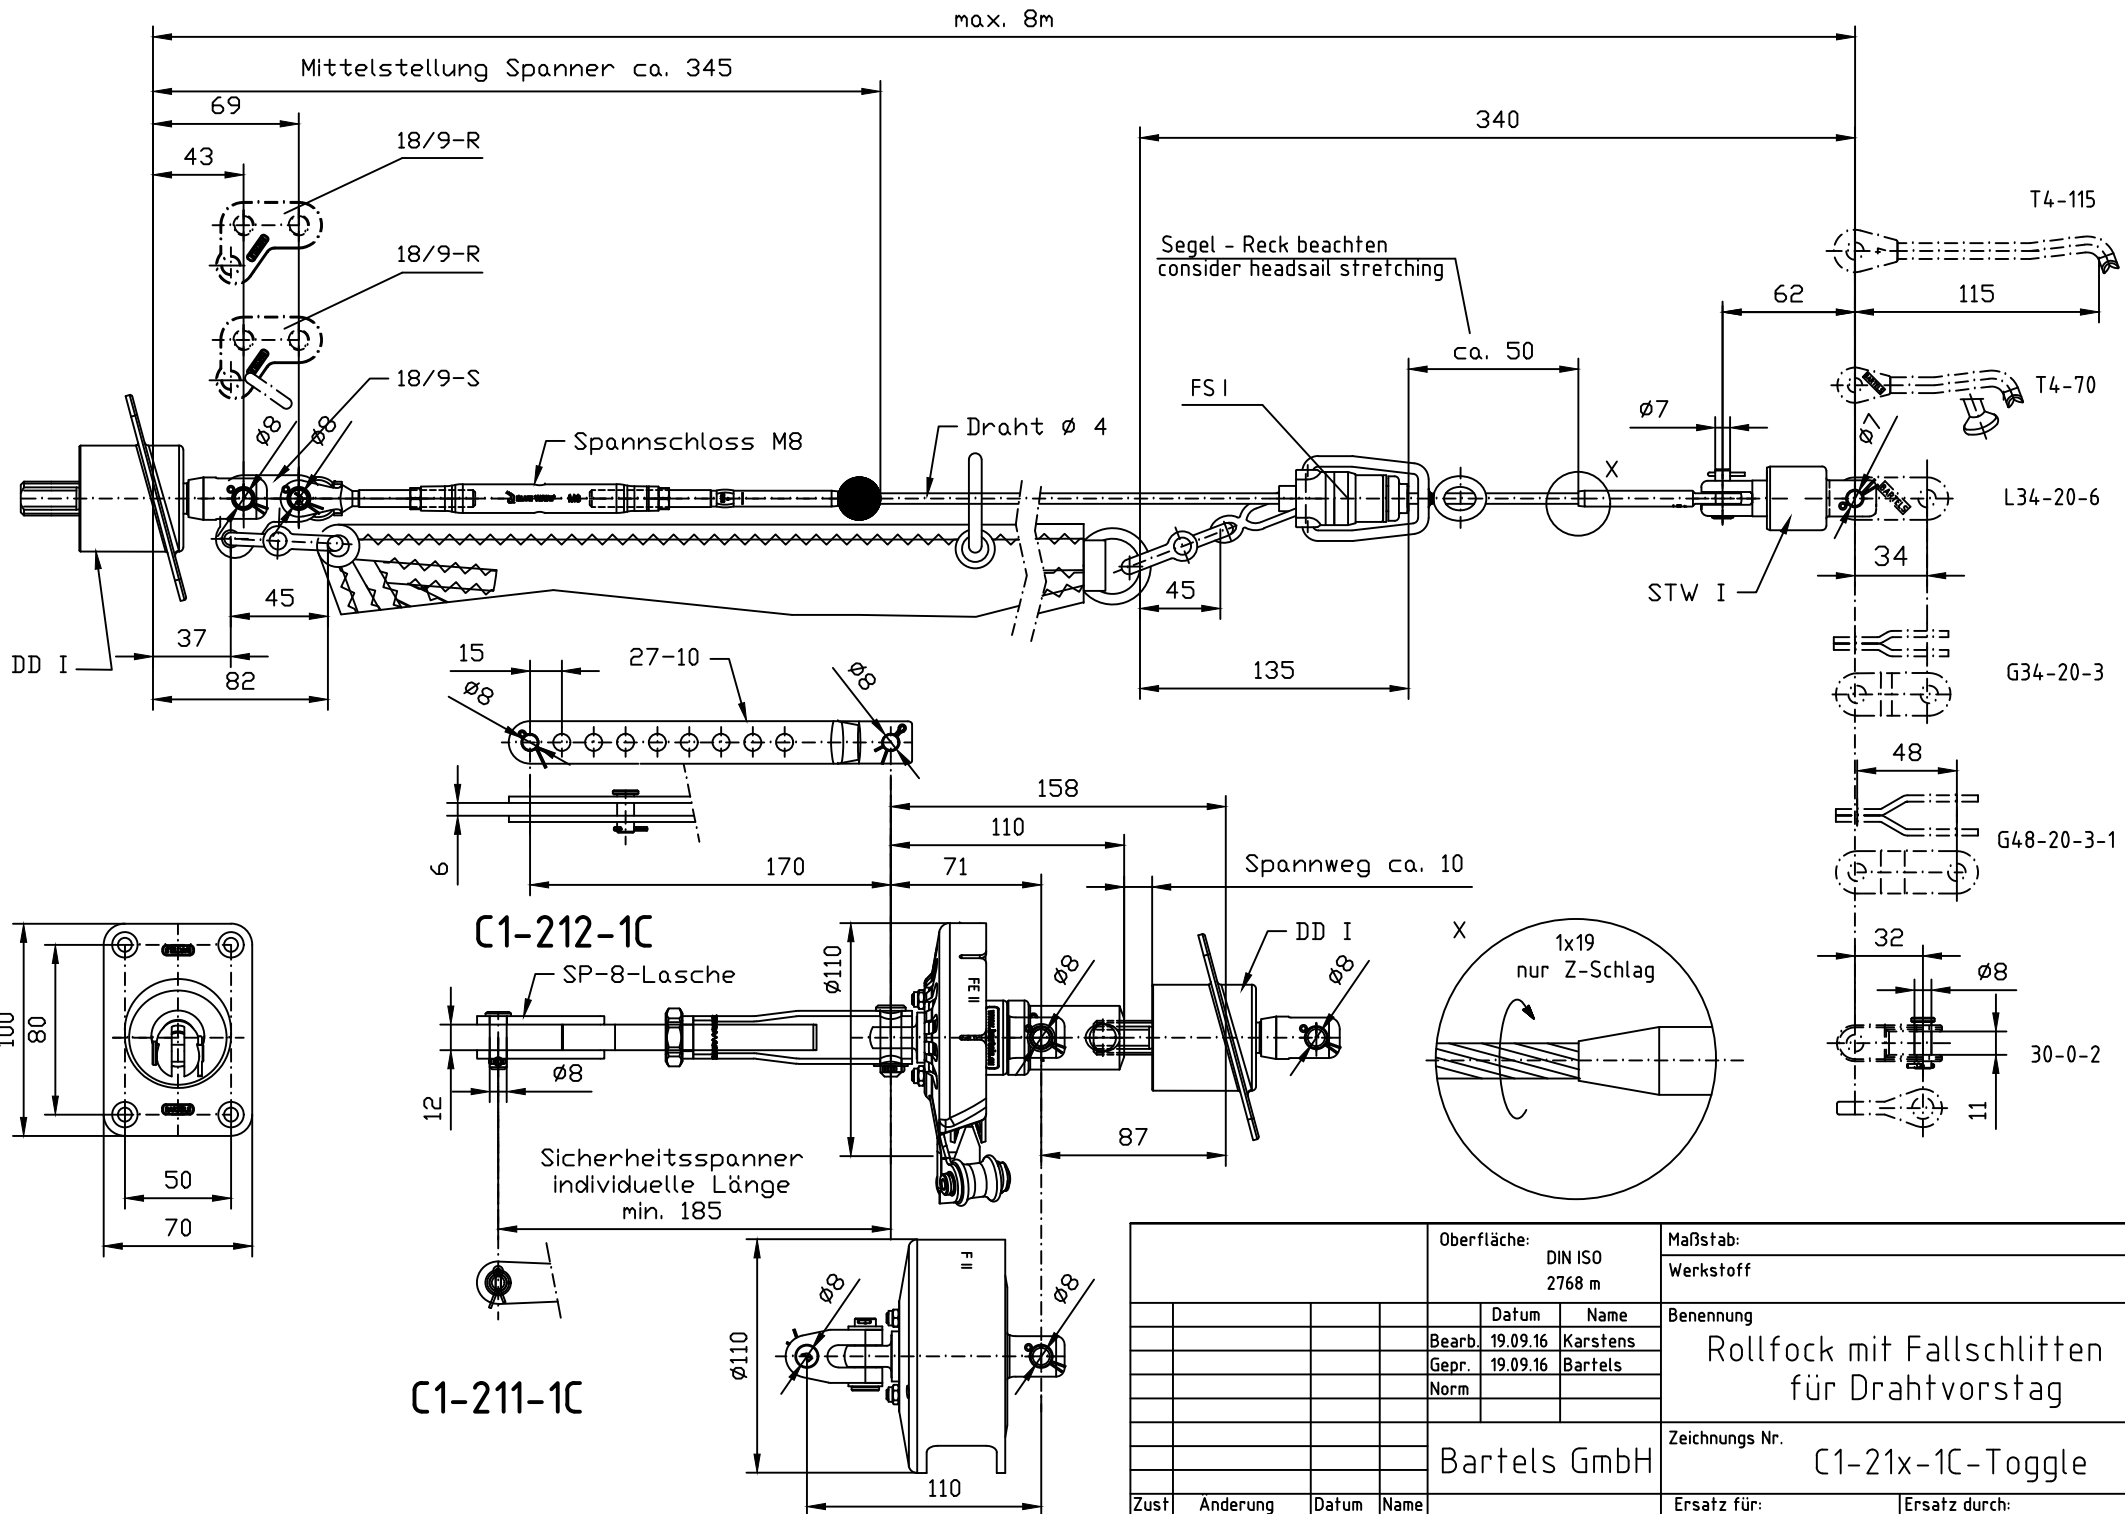 max. 8m
Mittelstellung Spanner ca. 345
69
43
18/9-R
18/9-R
18/9-S
ø8
ø8
Spannschloss M8
Draht ø 4
340
Segel - Reck beachten
consider headsail stretching
ca. 50
FS I
X
62
115
T4-115
T4-70
ø7
ø7
BARTELS
L34-20-6
34
STW I
45
135
DD I
45
37
82
G34-20-3
48
G48-20-3-1
32
ø8
30-0-2
11
15
27-10
ø8
ø8
6
170
158
110
71
Spannweg ca. 10
C1-212-1C
SP-8-Lasche
ø110
FE II
ø8
DD I
ø8
12
ø8
87
Sicherheitsspanner
individuelle Länge
min. 185
100
80
50
70
X
1x19
nur Z-Schlag
C1-211-1C
ø110
ø8
F II
ø8
110
Oberfläche:
DIN ISO
2768 m
Maßstab:
Werkstoff
Datum
Name
Bearb.
19.09.16
Karstens
Gepr.
19.09.16
Bartels
Norm
Benennung
Rollfock mit Fallschlitten
für Drahtvorstag
Bartels GmbH
Zeichnungs Nr.
C1-21x-1C-Toggle
Zust
Änderung
Datum
Name
Ersatz für:
Ersatz durch: